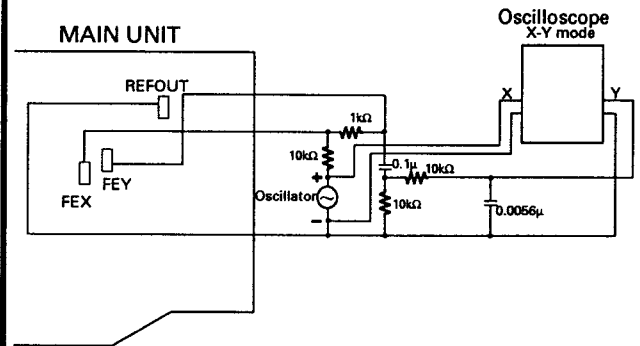 Oscilloscope
X-Y mode
MAIN UNIT
REFOUT
X
Y
1kΩ
10kΩ
0.1μ
10kΩ
FEY
+
Oscillator
FEX
10kΩ
0.0056μ
−